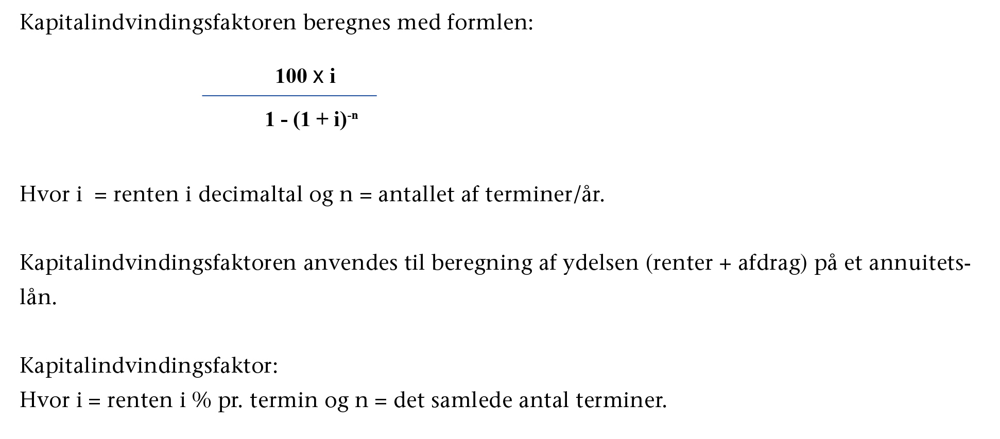 Kapitalindvindingsfaktoren beregnes med formlen:
100 x i
1 - (1 + i)⁻ⁿ
Hvor i = renten i decimaltal og n = antallet af terminer/år.
Kapitalindvindingsfaktoren anvendes til beregning af ydelsen (renter + afdrag) på et annuitets-
lån.
Kapitalindvindingsfaktor:
Hvor i = renten i % pr. termin og n = det samlede antal terminer.